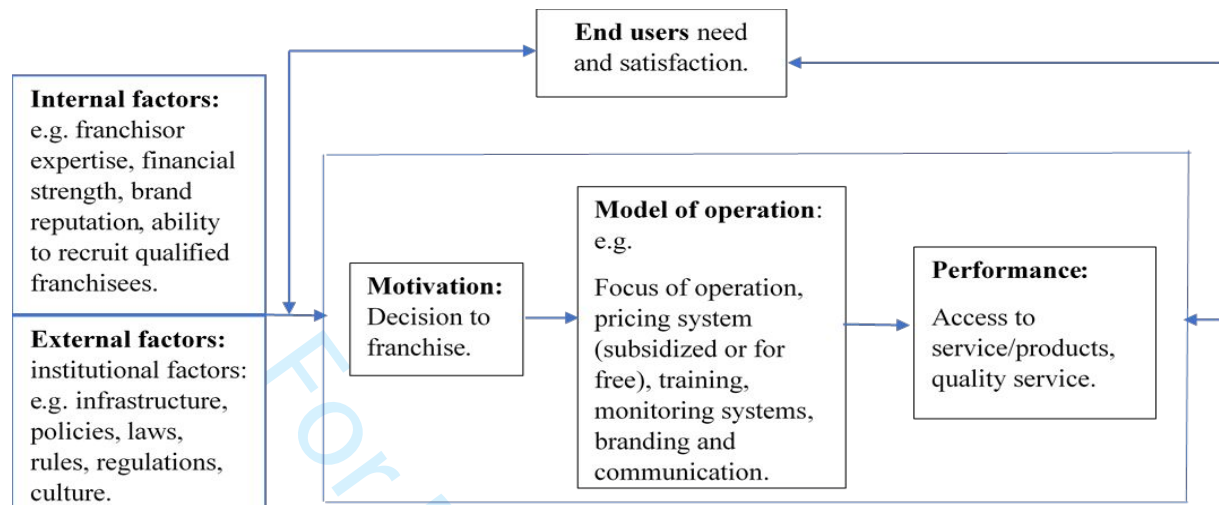 End users need
and satisfaction.
Internal factors:
e.g. franchisor
expertise, financial
strength, brand
reputation, ability
to recruit qualified
franchisees.
External factors:
institutional factors:
e.g. infrastructure,
policies, laws,
rules, regulations,
culture.
Motivation:
Decision to
franchise.
Model of operation:
e.g.
Focus of operation,
pricing system
(subsidized or for
free), training,
monitoring systems,
branding and
communication.
Performance:
Access to
service/products,
quality service.
For